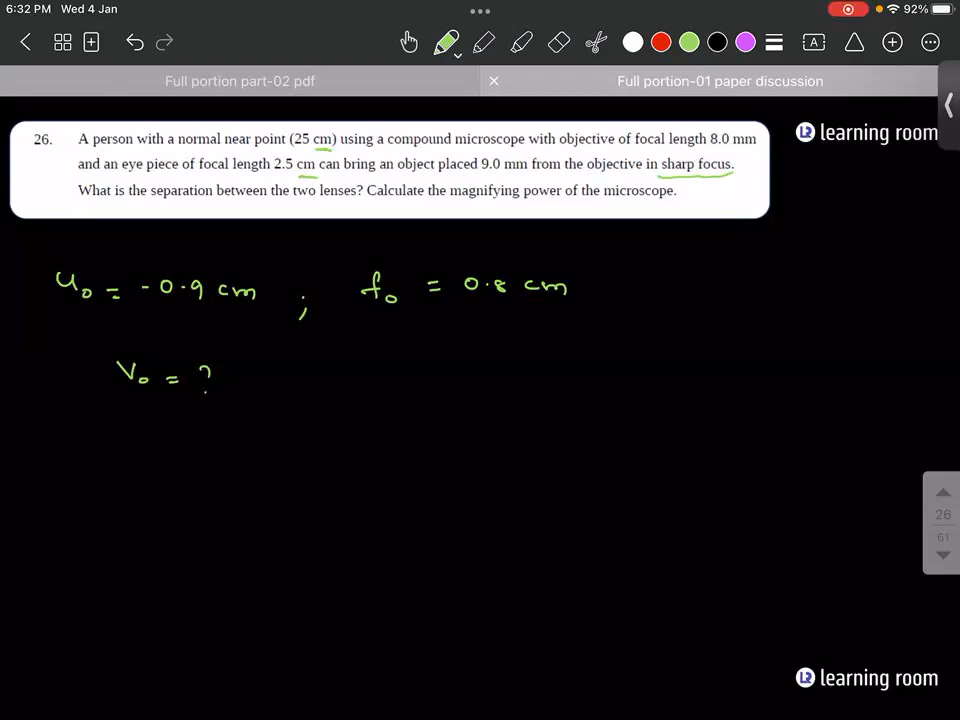 6:32 PM Wed 4 Jan
92%
Full portion part-02 pdf
Full portion-01 paper discussion
26. A person with a normal near point (25 cm) using a compound microscope with objective of focal length 8.0 mm
and an eye piece of focal length 2.5 cm can bring an object placed 9.0 mm from the objective in sharp focus.
What is the separation between the two lenses? Calculate the magnifying power of the microscope.
learning room
u₀ = -0.9 cm ; f₀ = 0.8 cm
V₀ = ?
26
61
learning room